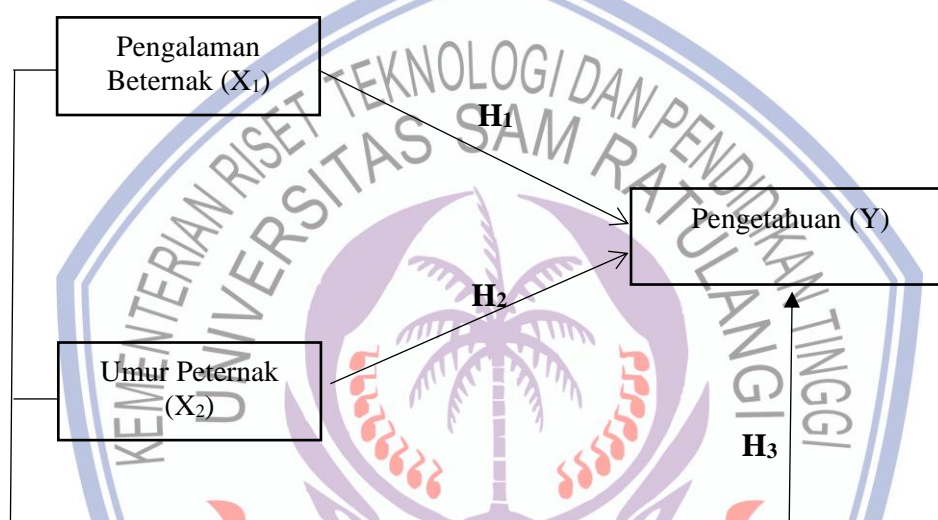 Pengalaman
Beternak (X₁)
H₁
Pengetahuan (Y)
H₂
Umur Peternak
(X₂)
H₃
KEMENTERIAN RISET TEKNOLOGI DAN PENDIDIKAN TINGGI
UNIVERSITAS SAM RATULANGI